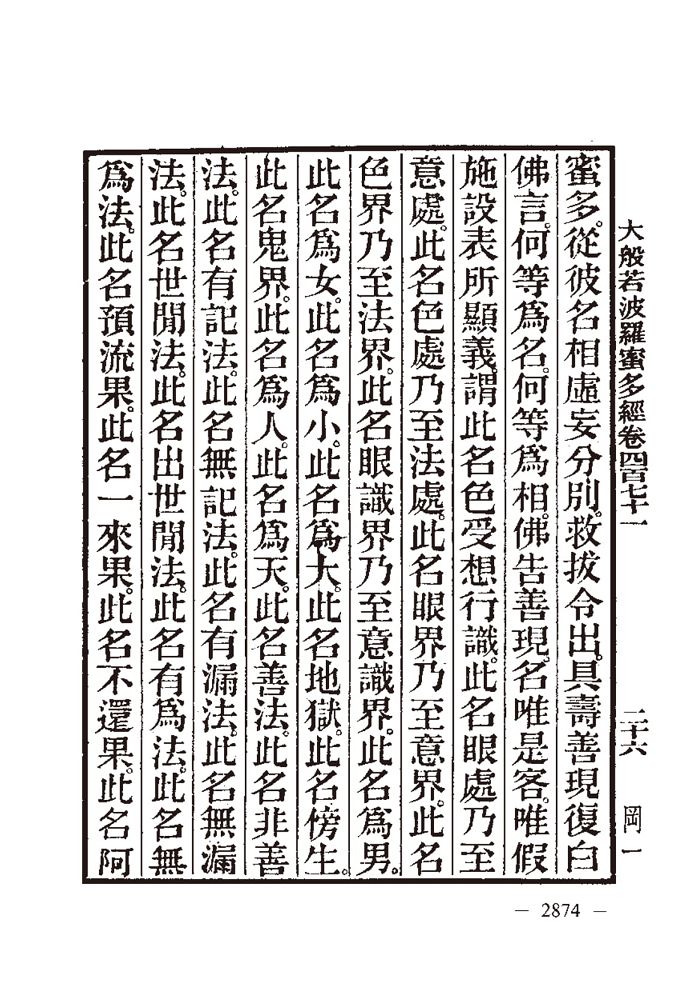 大般若波羅蜜多經卷四百七十一 二十六 岡一
蜜多。從彼名相虛妄分別。救拔令出。具壽善現復白
佛言。何等爲名。何等爲相。佛告善現。名唯是客。唯假
施設表所顯義。謂此名色受想行識。此名眼處乃至
意處。此名色處乃至法處。此名眼界乃至意界。此名
色界乃至法界。此名眼識界乃至意識界。此名爲男。
此名爲女。此名爲小。此名爲大。此名地獄。此名傍生。
此名鬼界。此名爲人。此名爲天。此名善法。此名非善
法。此名有記法。此名無記法。此名有漏法。此名無漏
法。此名世閒法。此名出世閒法。此名有爲法。此名無
爲法。此名預流果。此名一來果。此名不還果。此名阿
— 2874 —